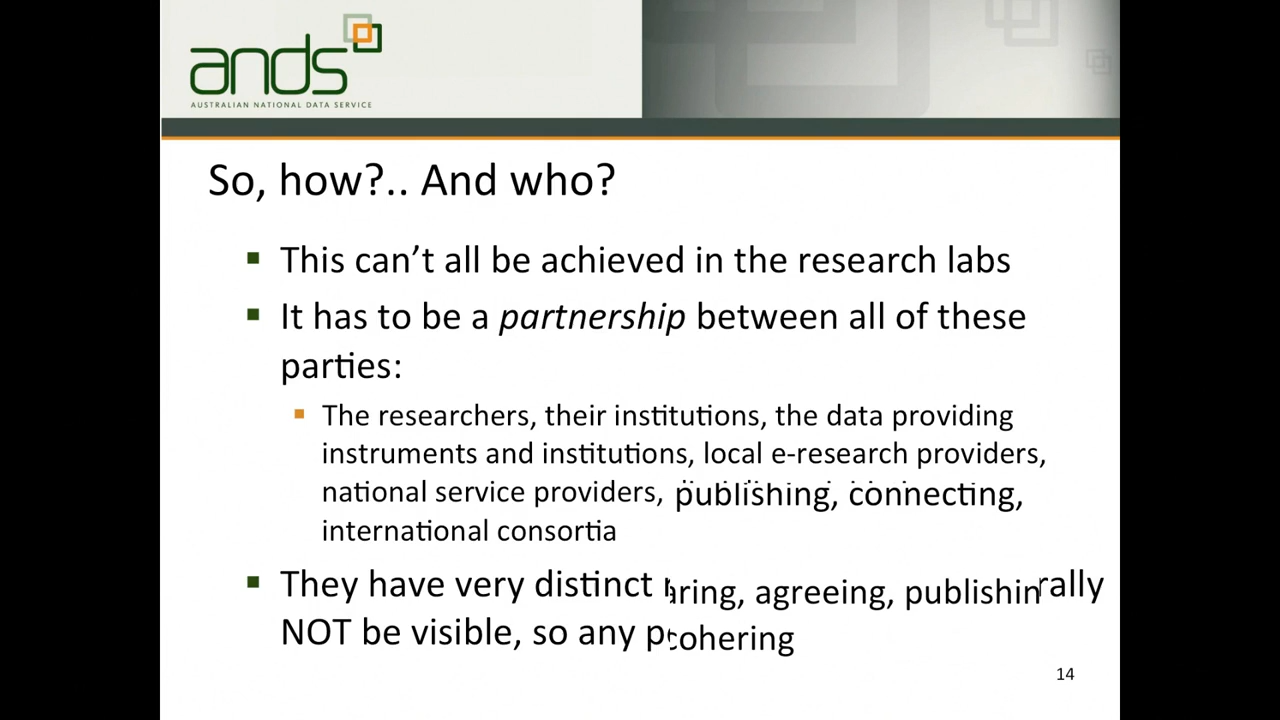 ands
AUSTRALIAN NATIONAL DATA SERVICE
So, how?.. And who?
This can't all be achieved in the research labs
It has to be a partnership between all of these
parties:
The researchers, their institutions, the data providing
instruments and institutions, local e-research providers,
national service providers, publishing, connecting,
international consortia
They have very distinct agreeing,
NOT be visible, so any cohering
14